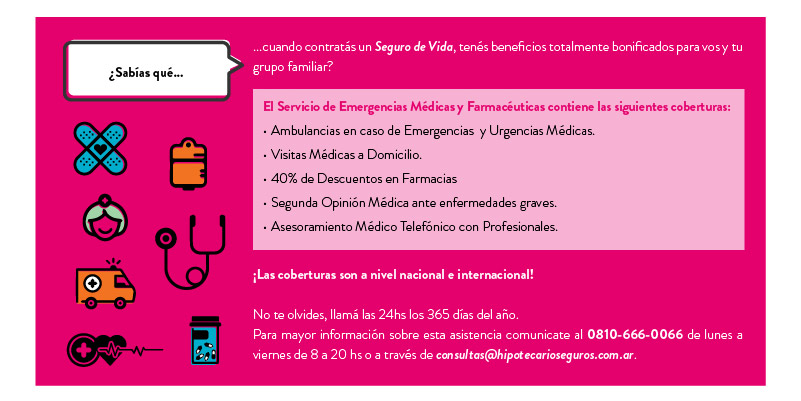 ¿Sabías qué...
...cuando contratás un Seguro de Vida, tenés beneficios totalmente bonificados para vos y tu
grupo familiar?
El Servicio de Emergencias Médicas y Farmacéuticas contiene las siguientes coberturas:
• Ambulancias en caso de Emergencias y Urgencias Médicas.
• Visitas Médicas a Domicilio.
• 40% de Descuentos en Farmacias
• Segunda Opinión Médica ante enfermedades graves.
• Asesoramiento Médico Telefónico con Profesionales.
¡Las coberturas son a nivel nacional e internacional!
No te olvides, llamá las 24hs los 365 días del año.
Para mayor información sobre esta asistencia comunicate al 0810-666-0066 de lunes a
viernes de 8 a 20 hs o a través de consultas@hipotecarioseguros.com.ar.